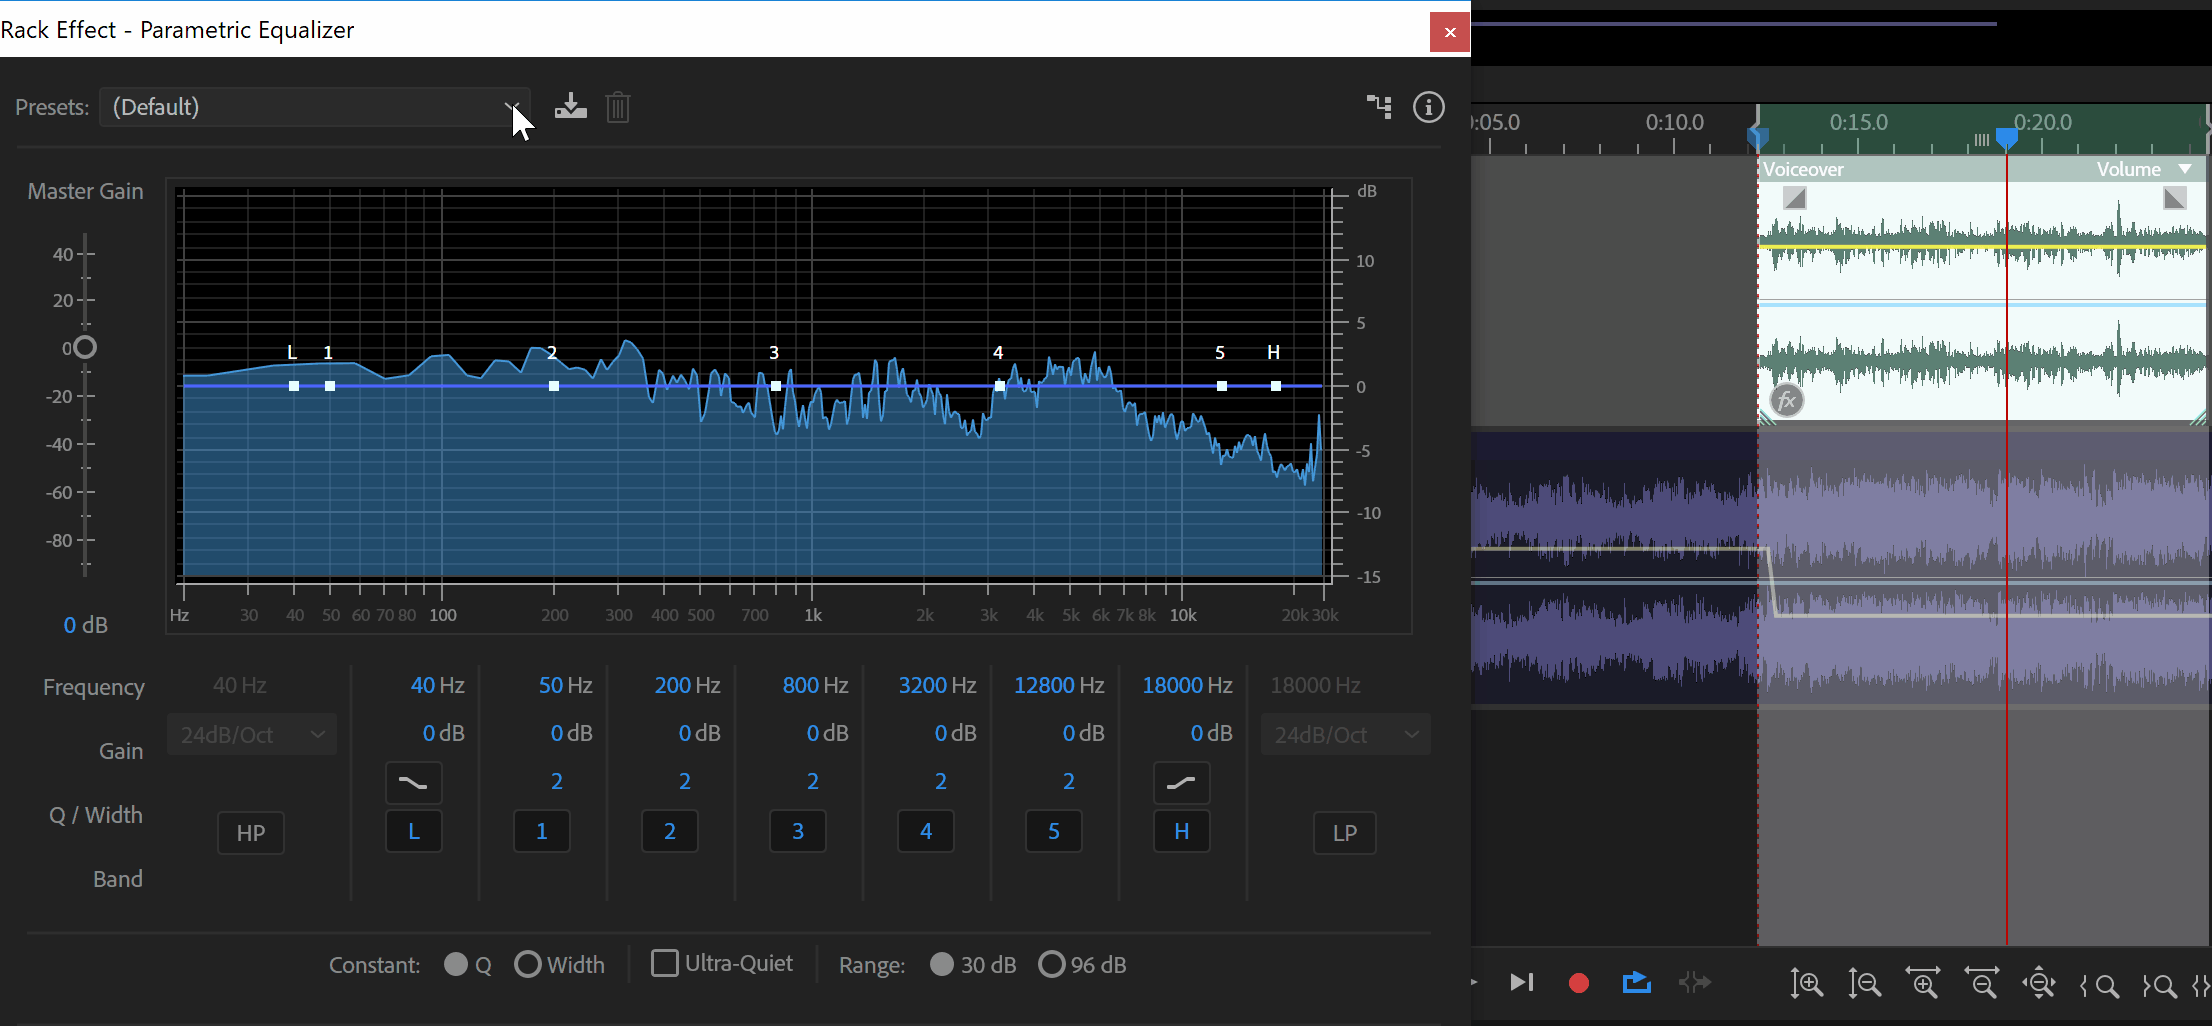 Rack Effect - Parametric Equalizer
Presets: (Default)
Master Gain
40
20
0
-20
-40
-60
-80
0 dB
L 1 2 3 4 5 H
dB
10
5
0
-5
-10
-15
Hz 30 40 50 60 70 80 100 200 300 400 500 700 1k 2k 3k 4k 5k 6k 7k 8k 10k 20k 30k
Frequency 40 Hz 40 Hz 50 Hz 200 Hz 800 Hz 3200 Hz 12800 Hz 18000 Hz 18000 Hz
24dB/Oct 0 dB 0 dB 0 dB 0 dB 0 dB 0 dB 0 dB 24dB/Oct
Gain
2 2 2 2 2
Q / Width
HP L 1 2 3 4 5 H LP
Band
Constant: Q Width Ultra-Quiet Range: 30 dB 96 dB
:05.0 0:10.0 0:15.0 0:20.0
Voiceover Volume
fx